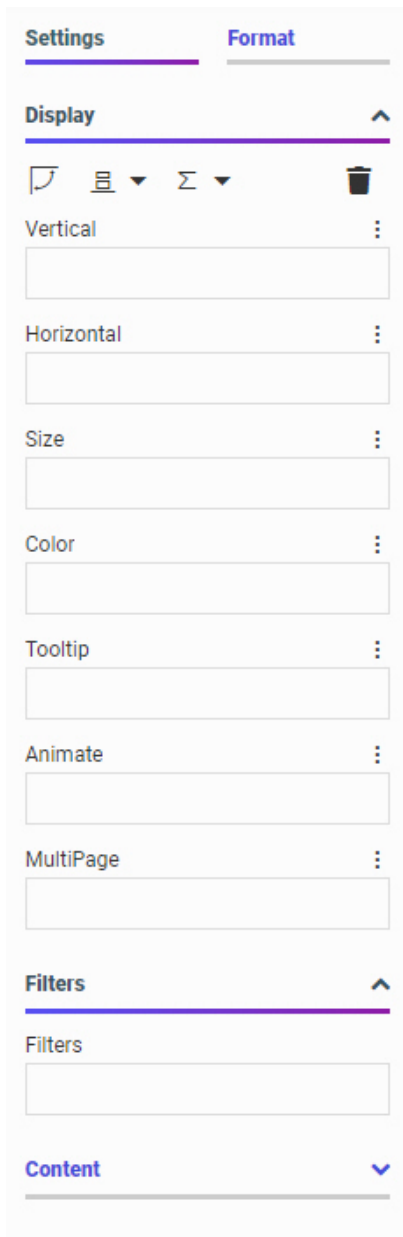 Settings Format
Display
Vertical
Horizontal
Size
Color
Tooltip
Animate
MultiPage
Filters
Filters
Content